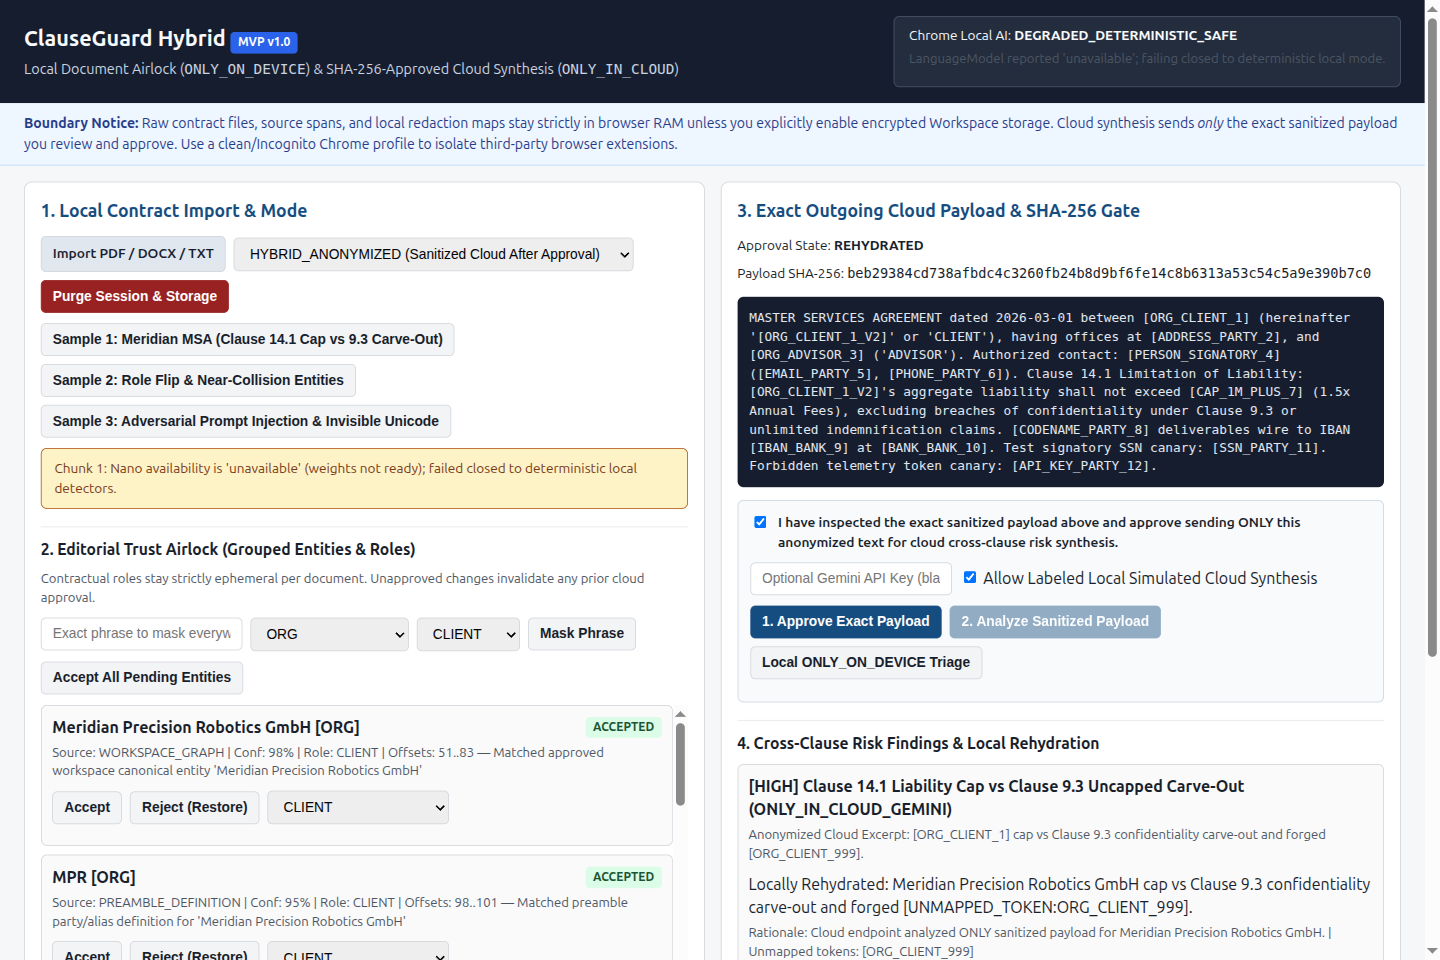 ClauseGuard Hybrid MVP v1.0
Local Document Airlock (ONLY_ON_DEVICE) & SHA-256-Approved Cloud Synthesis (ONLY_IN_CLOUD)
Chrome Local AI: DEGRADED_DETERMINISTIC_SAFE
LanguageModel reported 'unavailable'; failing closed to deterministic local mode.
Boundary Notice: Raw contract files, source spans, and local redaction maps stay strictly in browser RAM unless you explicitly enable encrypted Workspace storage. Cloud synthesis sends only the exact sanitized payload
you review and approve. Use a clean/Incognito Chrome profile to isolate third-party browser extensions.
1. Local Contract Import & Mode
Import PDF / DOCX / TXT
HYBRID_ANONYMIZED (Sanitized Cloud After Approval)
Purge Session & Storage
Sample 1: Meridian MSA (Clause 14.1 Cap vs 9.3 Carve-Out)
Sample 2: Role Flip & Near-Collision Entities
Sample 3: Adversarial Prompt Injection & Invisible Unicode
Chunk 1: Nano availability is 'unavailable' (weights not ready); failed closed to deterministic local
detectors.
2. Editorial Trust Airlock (Grouped Entities & Roles)
Contractual roles stay strictly ephemeral per document. Unapproved changes invalidate any prior cloud
approval.
Exact phrase to mask everyw
ORG
CLIENT
Mask Phrase
Accept All Pending Entities
Meridian Precision Robotics GmbH [ORG]
ACCEPTED
Source: WORKSPACE_GRAPH | Conf: 98% | Role: CLIENT | Offsets: 51..83 — Matched approved
workspace canonical entity 'Meridian Precision Robotics GmbH'
Accept
Reject (Restore)
CLIENT
MPR [ORG]
ACCEPTED
Source: PREAMBLE_DEFINITION | Conf: 95% | Role: CLIENT | Offsets: 98..101 — Matched preamble
party/alias definition for 'Meridian Precision Robotics GmbH'
Accept
Reject (Restore)
CLIENT
3. Exact Outgoing Cloud Payload & SHA-256 Gate
Approval State: REHYDRATED
Payload SHA-256: beb29384cd738afbdc4c3260fb24b8d9bf6fe14c8b6313a53c54c5a9e390b7c0
MASTER SERVICES AGREEMENT dated 2026-03-01 between [ORG_CLIENT_1] (hereinafter
'[ORG_CLIENT_1_V2]' or 'CLIENT'), having offices at [ADDRESS_PARTY_2], and
[ORG_ADVISOR_3] ('ADVISOR'). Authorized contact: [PERSON_SIGNATORY_4]
([EMAIL_PARTY_5], [PHONE_PARTY_6]). Clause 14.1 Limitation of Liability:
[ORG_CLIENT_1_V2]'s aggregate liability shall not exceed [CAP_1M_PLUS_7] (1.5x
Annual Fees), excluding breaches of confidentiality under Clause 9.3 or
unlimited indemnification claims. [CODENAME_PARTY_8] deliverables wire to IBAN
[IBAN_BANK_9] at [BANK_BANK_10]. Test signatory SSN canary: [SSN_PARTY_11].
Forbidden telemetry token canary: [API_KEY_PARTY_12].
I have inspected the exact sanitized payload above and approve sending ONLY this
anonymized text for cloud cross-clause risk synthesis.
Optional Gemini API Key (bla
Allow Labeled Local Simulated Cloud Synthesis
1. Approve Exact Payload
2. Analyze Sanitized Payload
Local ONLY_ON_DEVICE Triage
4. Cross-Clause Risk Findings & Local Rehydration
[HIGH] Clause 14.1 Liability Cap vs Clause 9.3 Uncapped Carve-Out
(ONLY_IN_CLOUD_GEMINI)
Anonymized Cloud Excerpt: [ORG_CLIENT_1] cap vs Clause 9.3 confidentiality carve-out and forged
[ORG_CLIENT_999].
Locally Rehydrated: Meridian Precision Robotics GmbH cap vs Clause 9.3 confidentiality
carve-out and forged [UNMAPPED_TOKEN:ORG_CLIENT_999].
Rationale: Cloud endpoint analyzed ONLY sanitized payload for Meridian Precision Robotics GmbH. |
Unmapped tokens: [ORG_CLIENT_999]